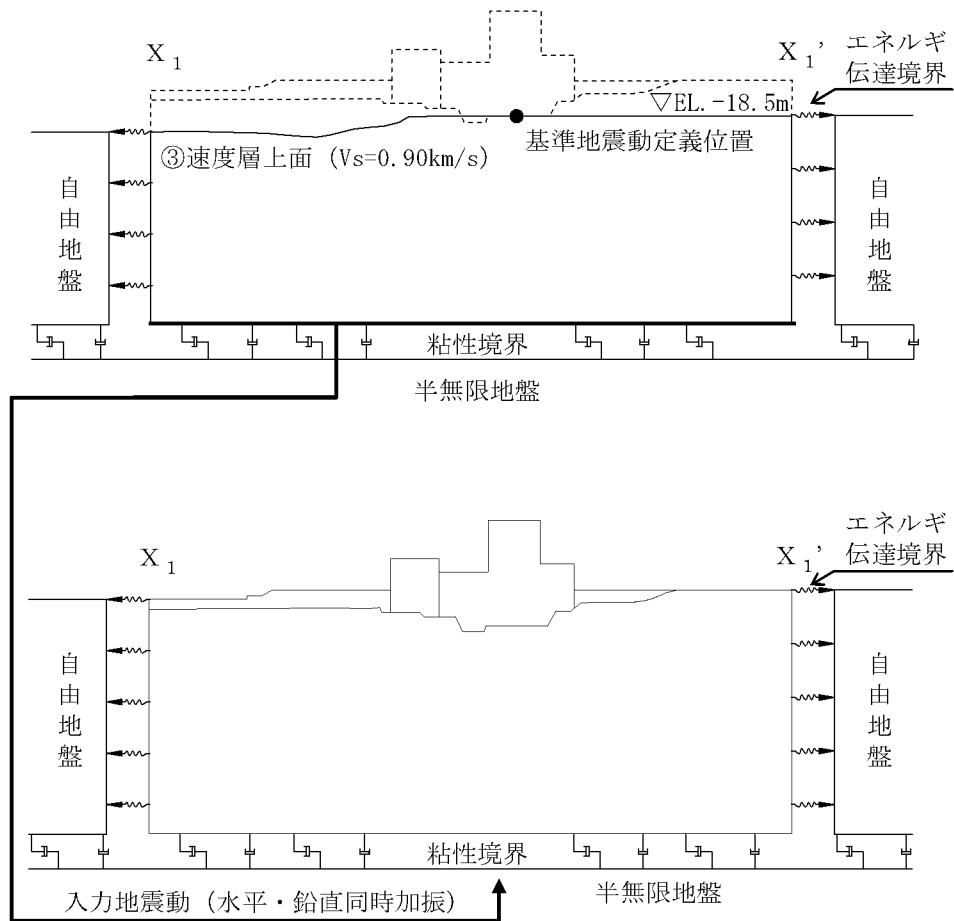 X₁
X₁'
エネルギ
伝達境界
▽EL.-18.5m
基準地震動定義位置
③速度層上面 (Vs=0.90km/s)
自由地盤
自由地盤
粘性境界
半無限地盤
X₁
X₁'
エネルギ
伝達境界
自由地盤
自由地盤
粘性境界
半無限地盤
入力地震動 (水平・鉛直同時加振)